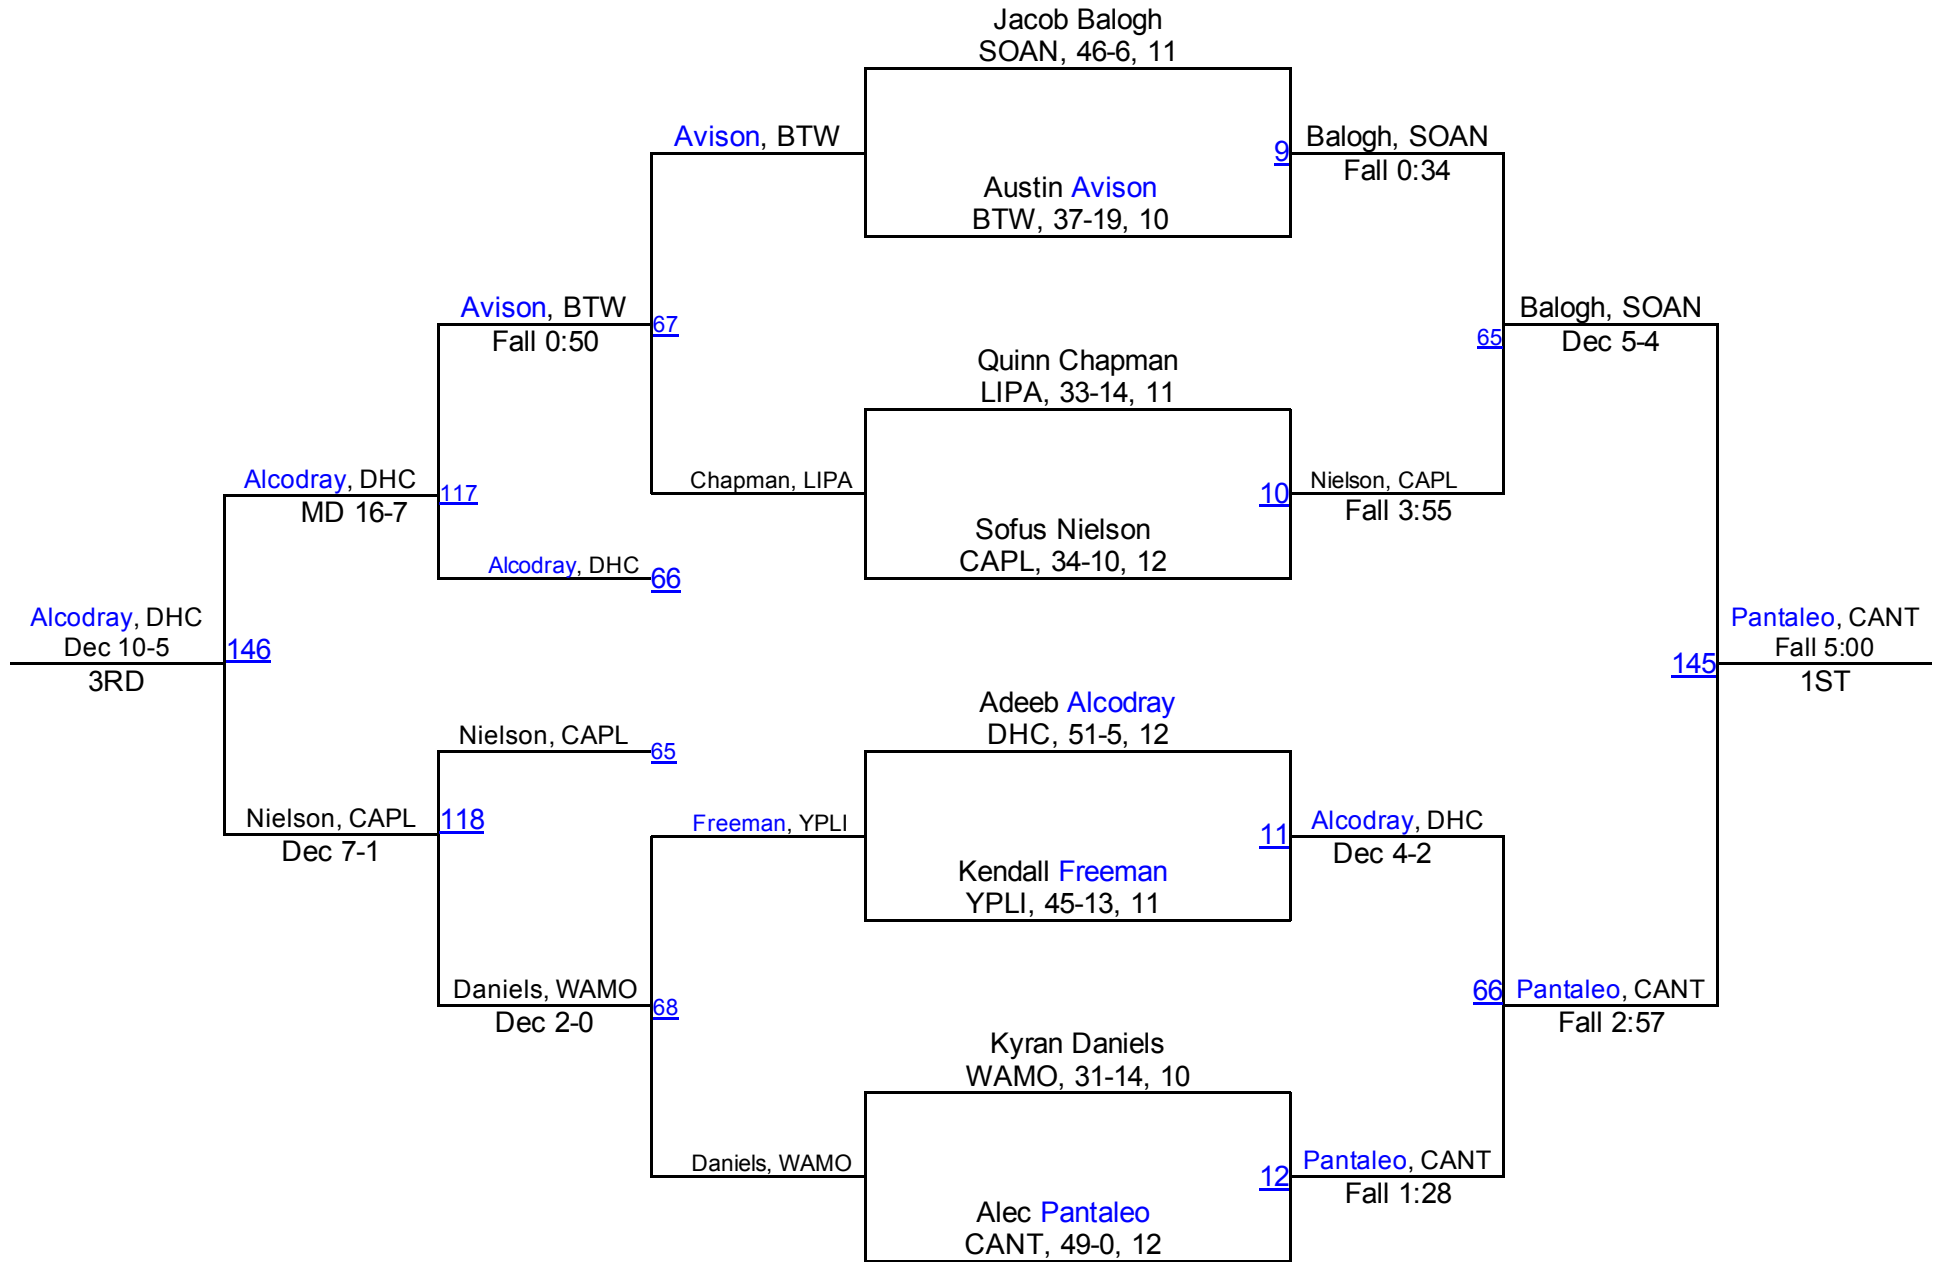 Jacob Balogh
SOAN, 46-6, 11
Avison, BTW
9
Balogh, SOAN
Fall 0:34
Austin Avison
BTW, 37-19, 10
Avison, BTW
Fall 0:50
67
Balogh, SOAN
Dec 5-4
65
Quinn Chapman
LIPA, 33-14, 11
Alcodray, DHC
MD 16-7
117
Chapman, LIPA
10
Nielson, CAPL
Fall 3:55
Sofus Nielson
CAPL, 34-10, 12
Alcodray, DHC
66
Alcodray, DHC
Dec 10-5
3RD
146
Pantaleo, CANT
Fall 5:00
1ST
145
Adeeb Alcodray
DHC, 51-5, 12
Nielson, CAPL
65
Nielson, CAPL
Dec 7-1
118
Freeman, YPLI
11
Alcodray, DHC
Dec 4-2
Kendall Freeman
YPLI, 45-13, 11
Daniels, WAMO
Dec 2-0
68
66
Pantaleo, CANT
Fall 2:57
Kyran Daniels
WAMO, 31-14, 10
Daniels, WAMO
12
Pantaleo, CANT
Fall 1:28
Alec Pantaleo
CANT, 49-0, 12